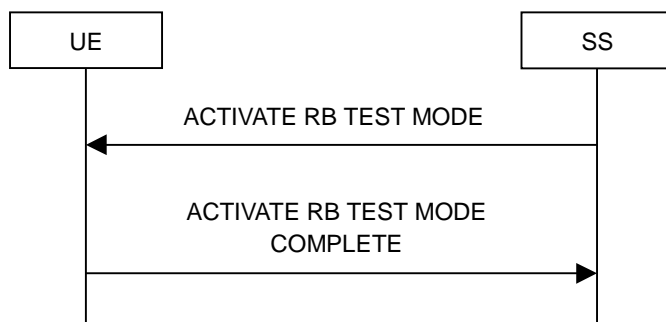 UE
SS
ACTIVATE RB TEST MODE
ACTIVATE RB TEST MODE
COMPLETE